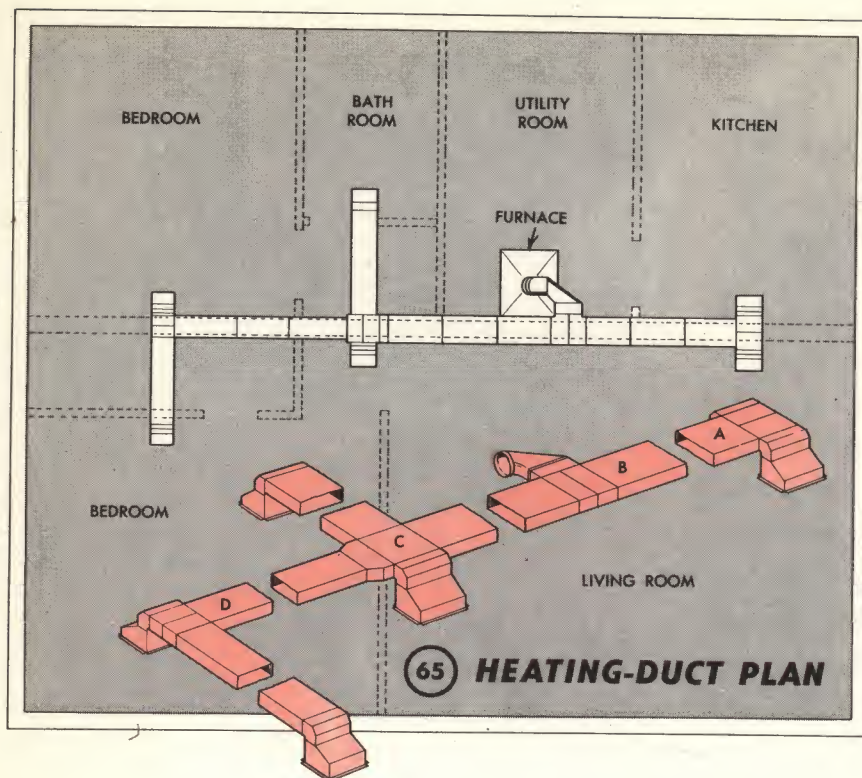 BEDROOM
BATH
ROOM
UTILITY
ROOM
KITCHEN
FURNACE
A
B
C
D
BEDROOM
LIVING ROOM
65 HEATING-DUCT PLAN